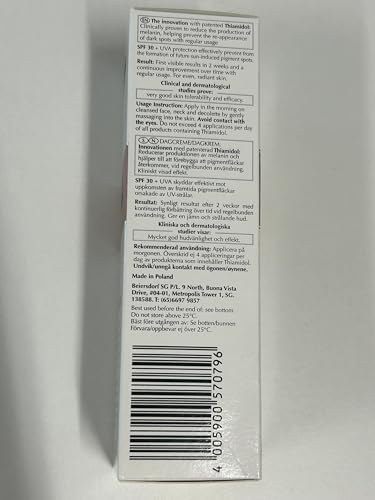 EN The innovation with patented Thiamidol:
Clinically proven to reduce the production of
melanin, helping prevent the re-appearance
of dark spots with regular usage
SPF 30 + UVA protection effectively prevent from
the formation of future sun-induced pigment spots.
Result: First visible results in 2 weeks and a
continuous improvement over time with
regular usage. For even, radiant skin.
Clinical and dermatological
studies prove:
very good skin tolerability and efficacy.
Usage Instruction: Apply in the morning on
cleansed face, neck and decolete by gently
massaging into the skin. Avoid contact with
the eyes. Do not exceed 4 applications per day
of all products containing Thiamidol.
S, N DAGCREME/DAGKREM:
Innovationen med patenterad Thiamidol:
Reducerar produktionen av melanin och
hjälper till att förebygga att pigmentfläckar
återkommer, vid regelbunden användning.
Kliniskt visad effekt.
SPF 30 + UVA skyddar effektivt mot
uppkomsten av framtida pigmentfläckar
orsakade av UV-strålar.
Resultat: Synligt resultat efter 2 veckor med
kontinuerlig förbättring över tid vid regelbunden
användning. Ger en jämn och strålande hud.
Kliniska och dermatologiska
studier visar:
Mycket god hudvänlighet och effekt.
Rekommenderad användning: Applicera på
morgonen. Överskrid ej 4 appliceringar per
dag av produkterna som innehåller Thiamidol.
Undvik/unngå kontakt med ögonen/øynene.
Made in Poland
Beiersdorf SG P/L. 9 North, Buona Vista
Drive, #04-01, Metropolis Tower 1, SG.
138588. T: (65)6697 9857
Best used before the end of: see bottom
Do not store above 25°C.
Bäst före utgången av: Se botten/bunnen
Förvara/oppbevar ej över 25°C.
4 005900 570796